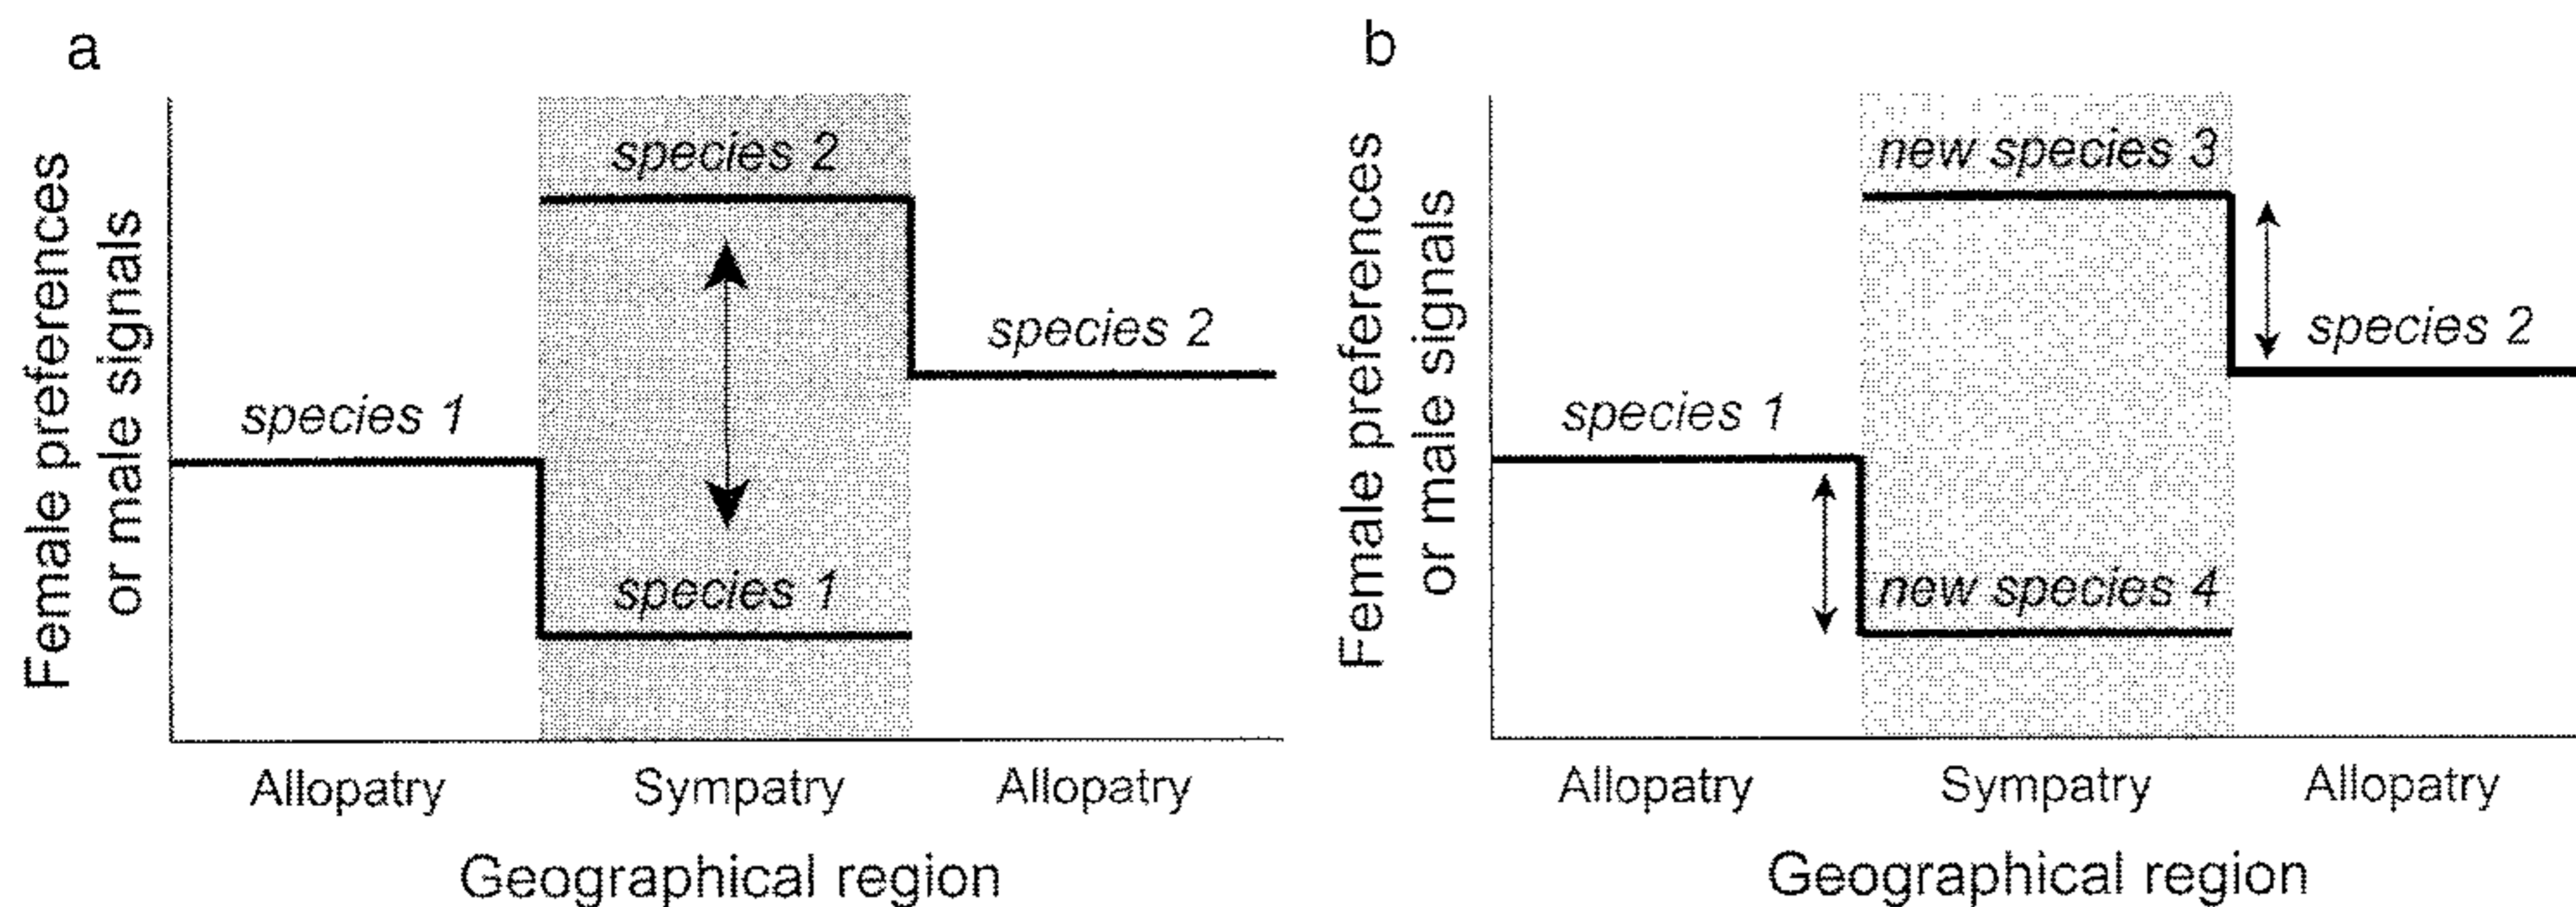 a
Female preferences
or male signals
species 2
species 2
species 1
species 1
Allopatry
Sympatry
Allopatry
Geographical region
b
Female preferences
or male signals
new species 3
species 2
species 1
new species 4
Allopatry
Sympatry
Allopatry
Geographical region